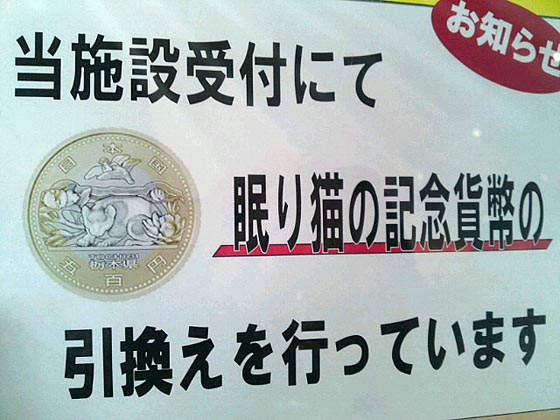 お知らせ
当施設受付にて
日本国
TOCHIGI
栃木県
五百円
眠り猫の記念貨幣の
引換えを行っています